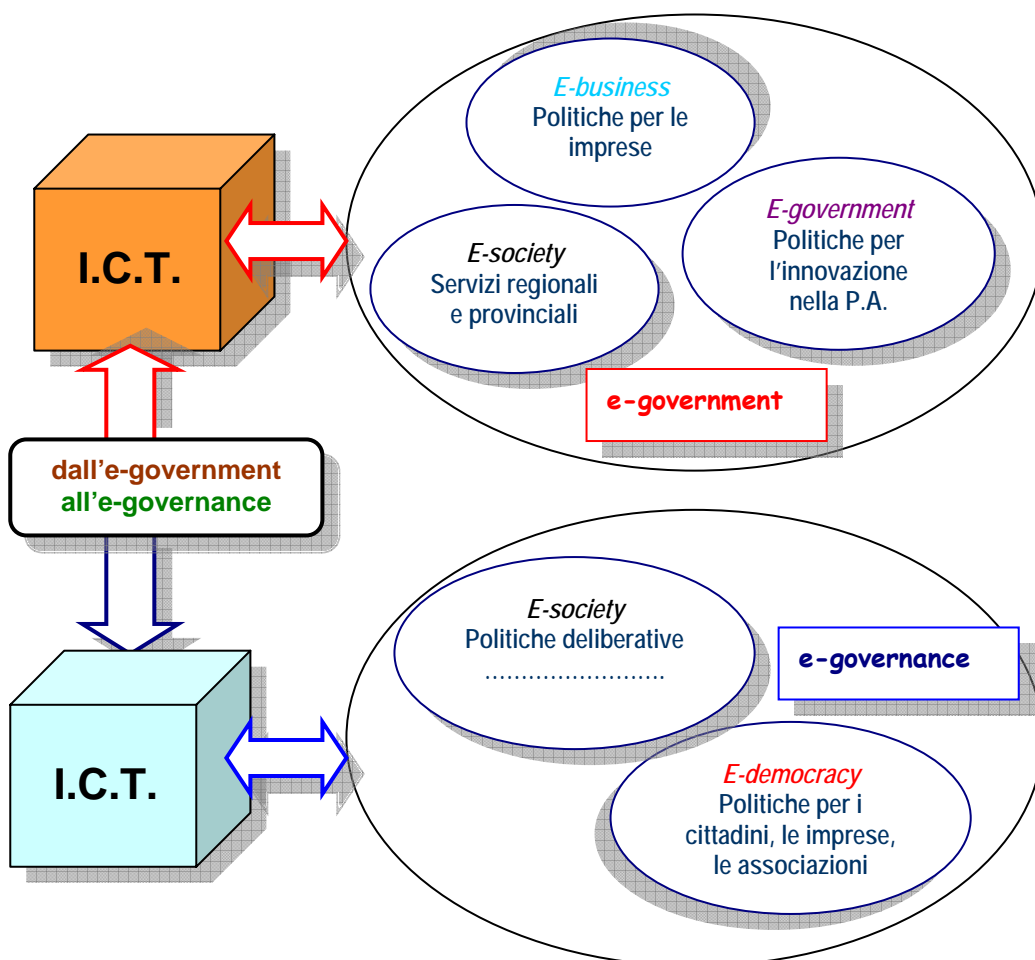 E-business
Politiche per le
imprese
E-government
Politiche per
l'innovazione
nella P.A.
I.C.T.
E-society
Servizi regionali
e provinciali
e-government
dall'e-government
all'e-governance
E-society
Politiche deliberative
……………………
e-governance
I.C.T.
E-democracy
Politiche per i
cittadini, le imprese,
le associazioni